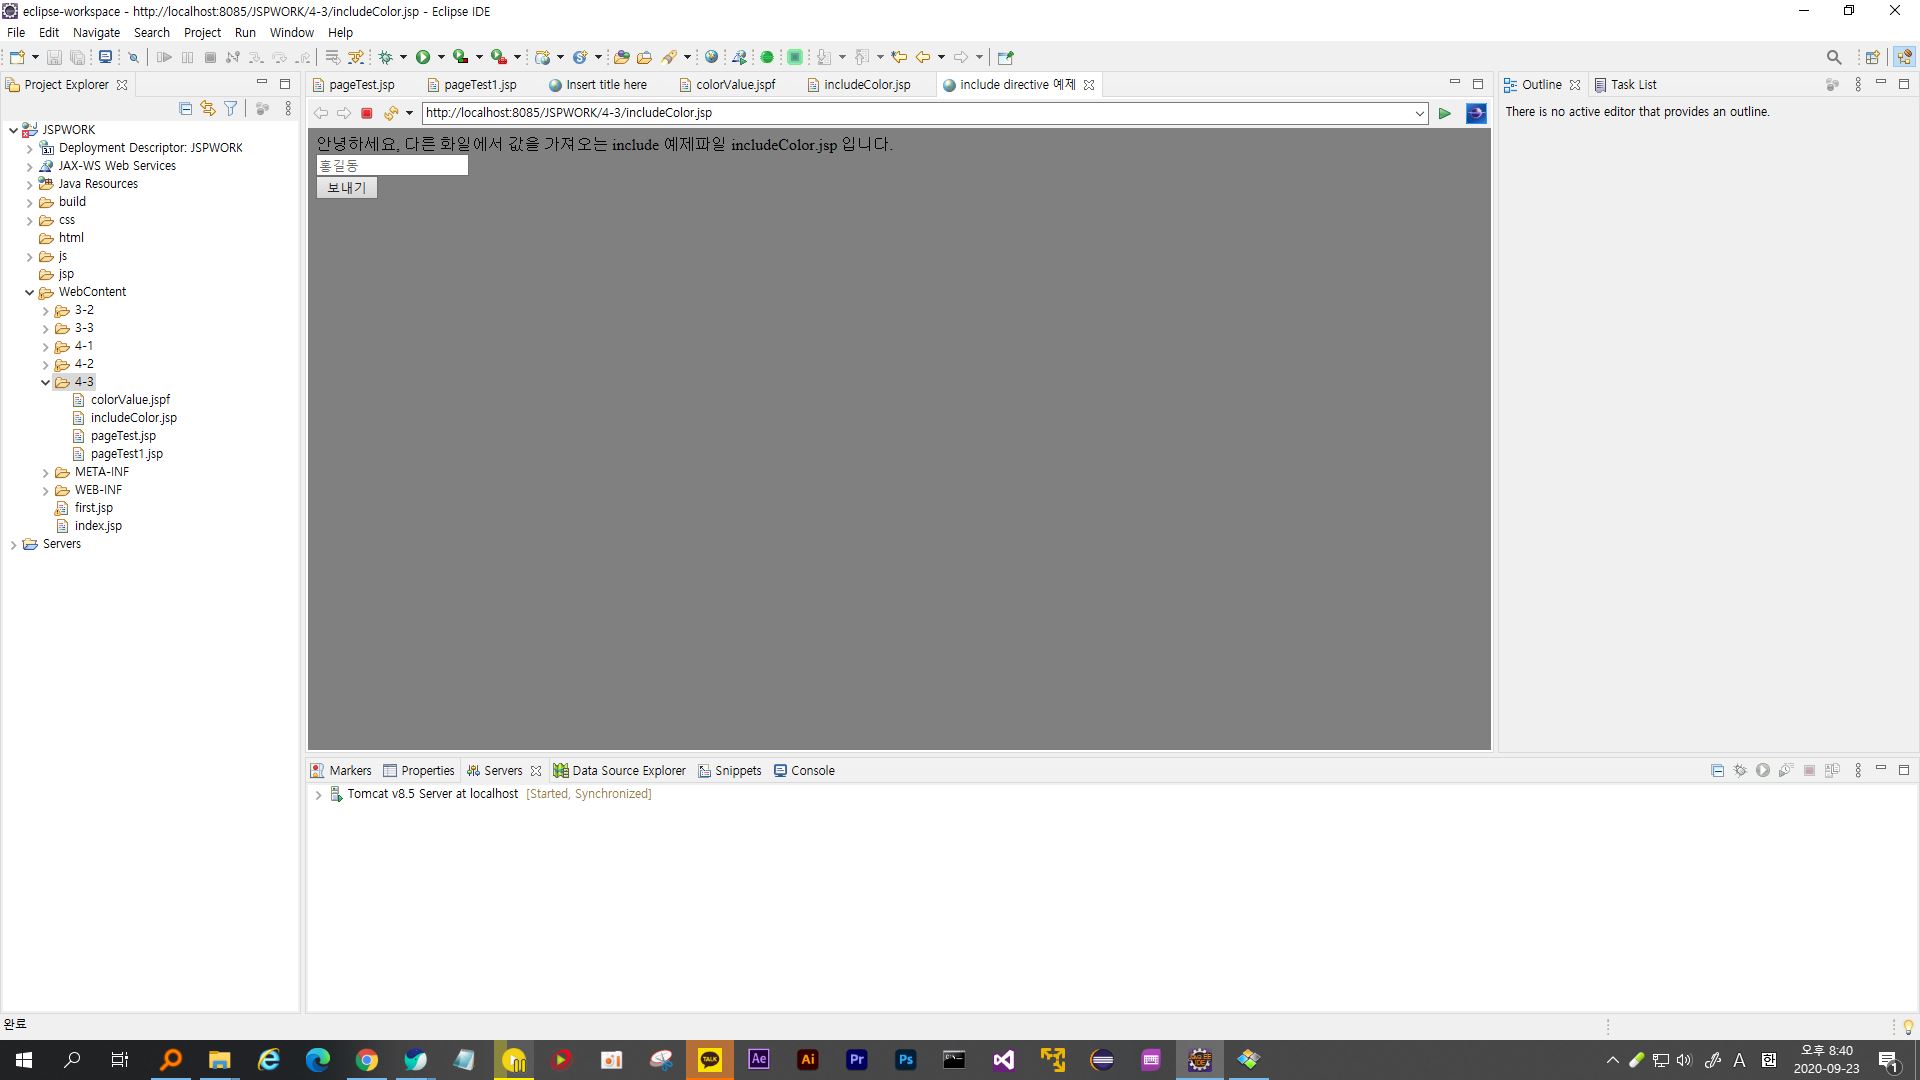 eclipse-workspace - http://localhost:8085/JSPWORK/4-3/includeColor.jsp - Eclipse IDE
File Edit Navigate Search Project Run Window Help
Project Explorer
pageTest.jsp pageTest1.jsp Insert title here colorValue.jspf includeColor.jsp include directive 예제
Outline Task List
http://localhost:8085/JSPWORK/4-3/includeColor.jsp
There is no active editor that provides an outline.
JSPWORK
Deployment Descriptor: JSPWORK
JAX-WS Web Services
Java Resources
build
css
html
js
jsp
WebContent
3-2
3-3
4-1
4-2
4-3
colorValue.jspf
includeColor.jsp
pageTest.jsp
pageTest1.jsp
META-INF
WEB-INF
first.jsp
index.jsp
Servers
안녕하세요, 다른 화일에서 값을 가져오는 include 예제파일 includeColor.jsp 입니다.
홍길동
보내기
Markers Properties Servers Data Source Explorer Snippets Console
Tomcat v8.5 Server at localhost [Started, Synchronized]
완료
TALK Ae Ai Pr Ps
A 한
오후 8:40
2020-09-23
1